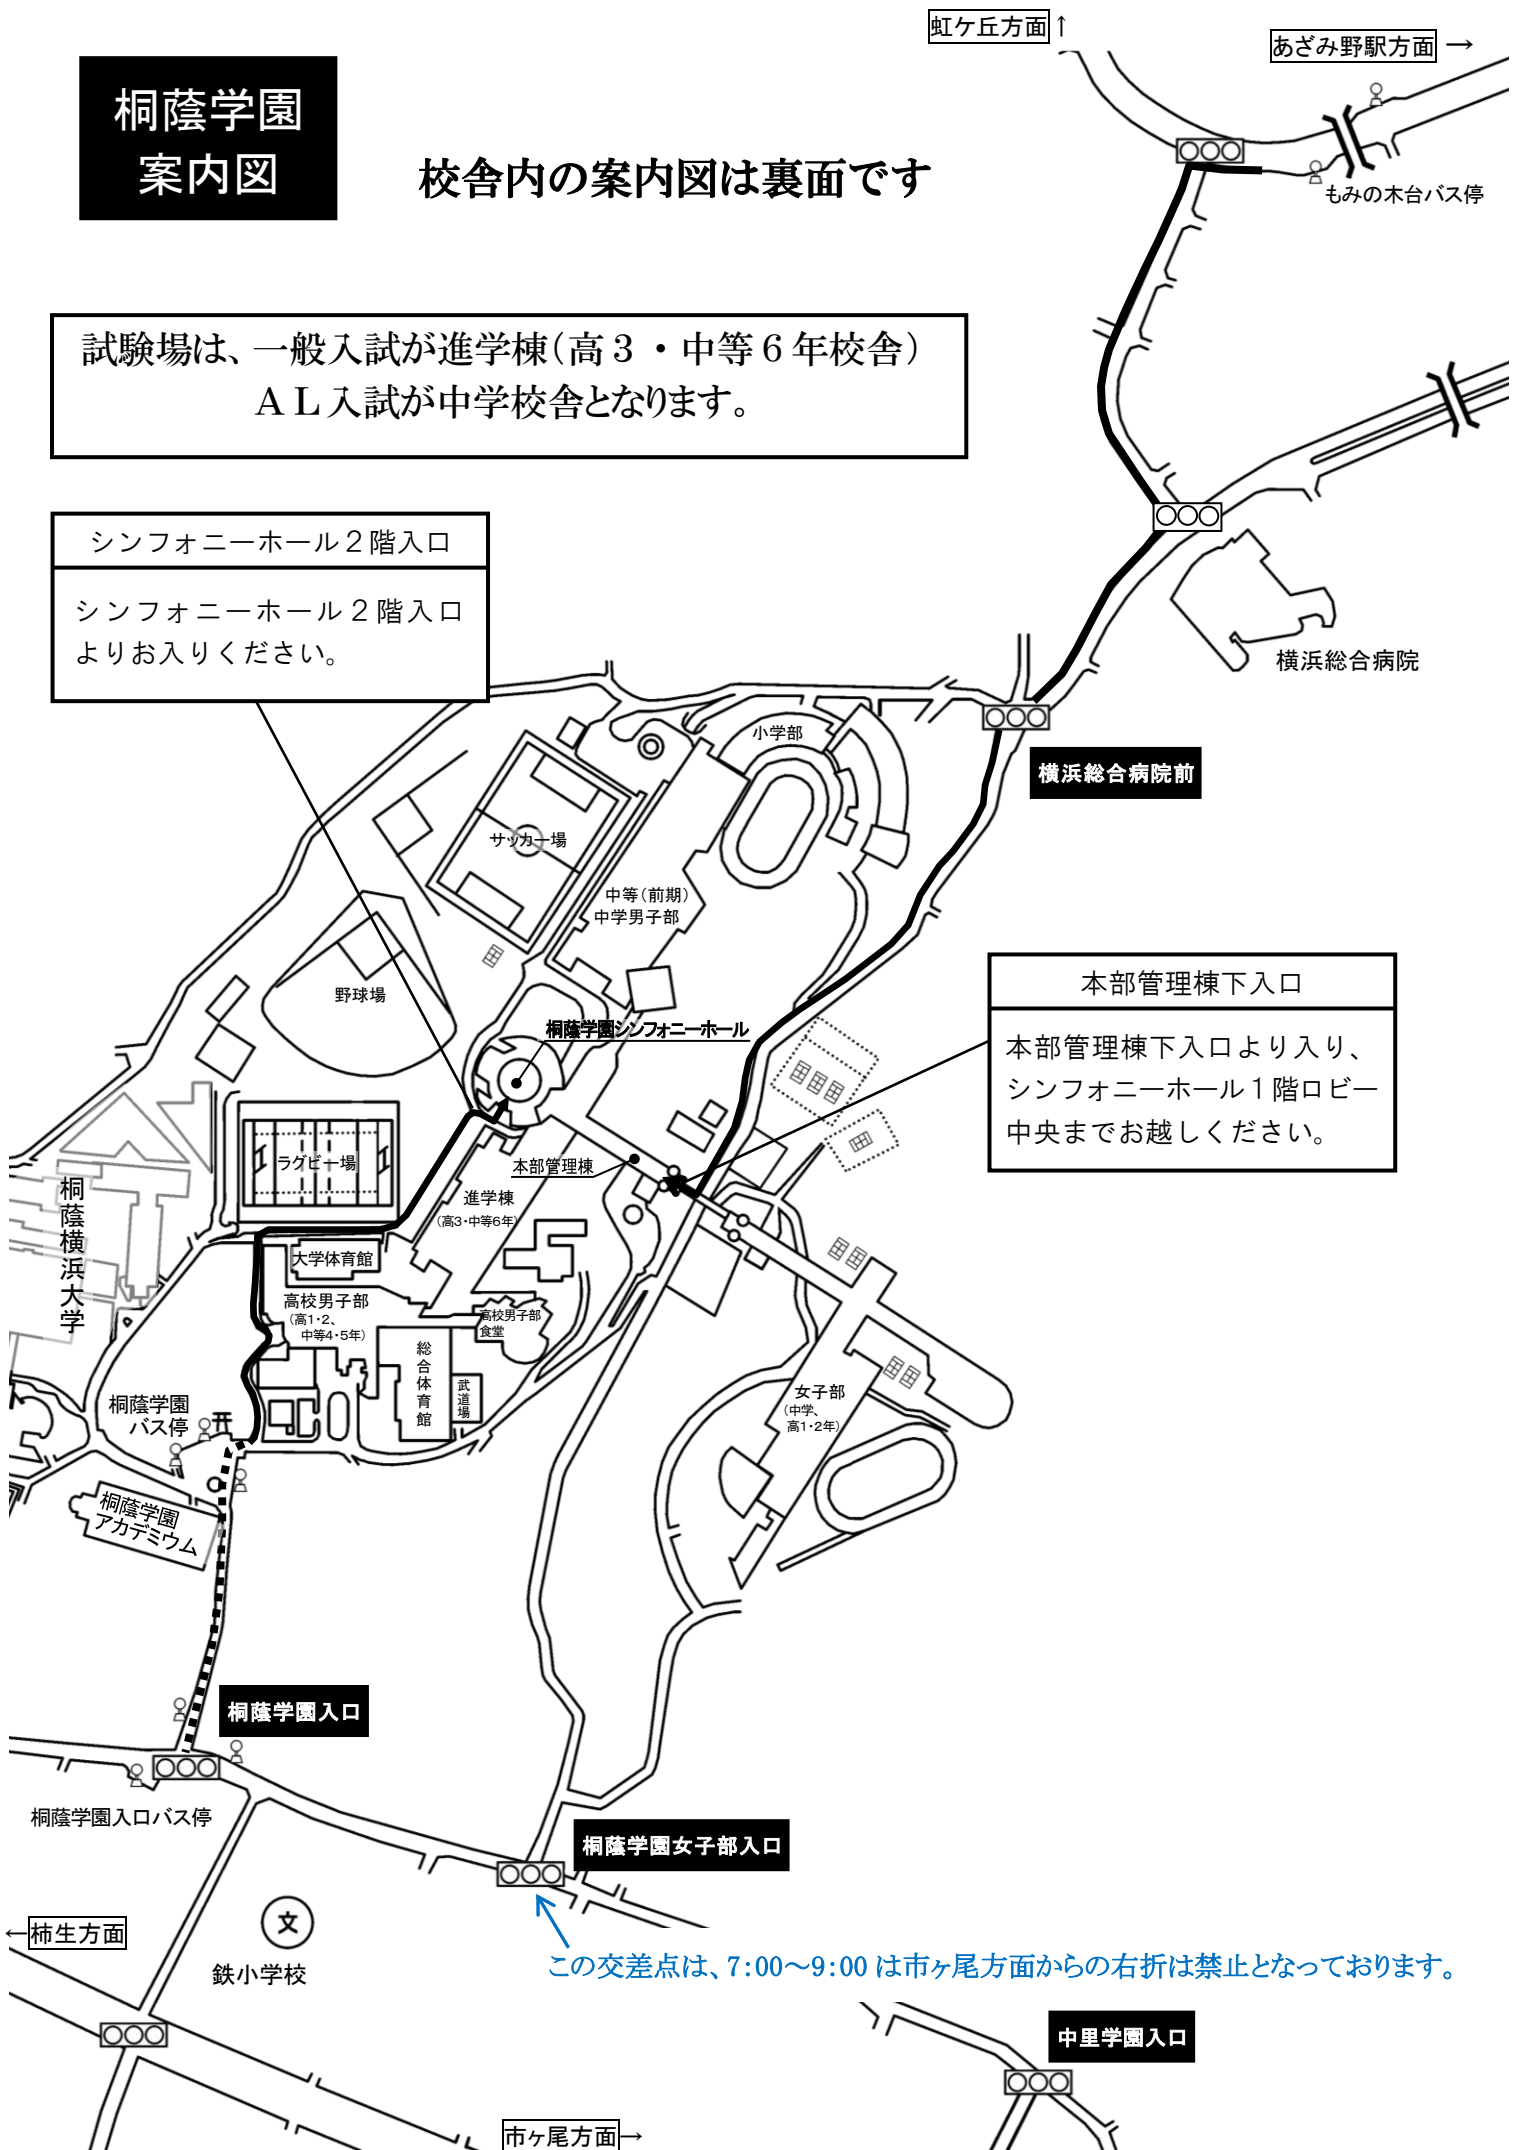 虹ケ丘方面↑
あざみ野駅方面→
桐蔭学園
案内図
校舎内の案内図は裏面です
もみの木台バス停
試験場は、一般入試が進学棟(高3・中等6年校舎)
AL入試が中学校舎となります。
シンフォニーホール2階入口
シンフォニーホール2階入口
よりお入りください。
横浜総合病院
小学部
横浜総合病院前
サッカー場
中等(前期)
中学男子部
野球場
本部管理棟下入口
本部管理棟下入口より入り、
シンフォニーホール1階ロビー
中央までお越しください。
桐蔭学園シンフォニーホール
ラグビー場
本部管理棟
進学棟
(高3・中等6年)
桐蔭横浜大学
大学体育館
高校男子部
(高1・2、
中等4・5年)
高校男子部
食堂
総合体育館
武道場
女子部
(中学、
高1・2年)
桐蔭学園
バス停
桐蔭学園
アカデミウム
桐蔭学園入口
桐蔭学園入口バス停
桐蔭学園女子部入口
←柿生方面
文
鉄小学校
この交差点は、7:00～9:00は市ヶ尾方面からの右折は禁止となっております。
中里学園入口
市ヶ尾方面→